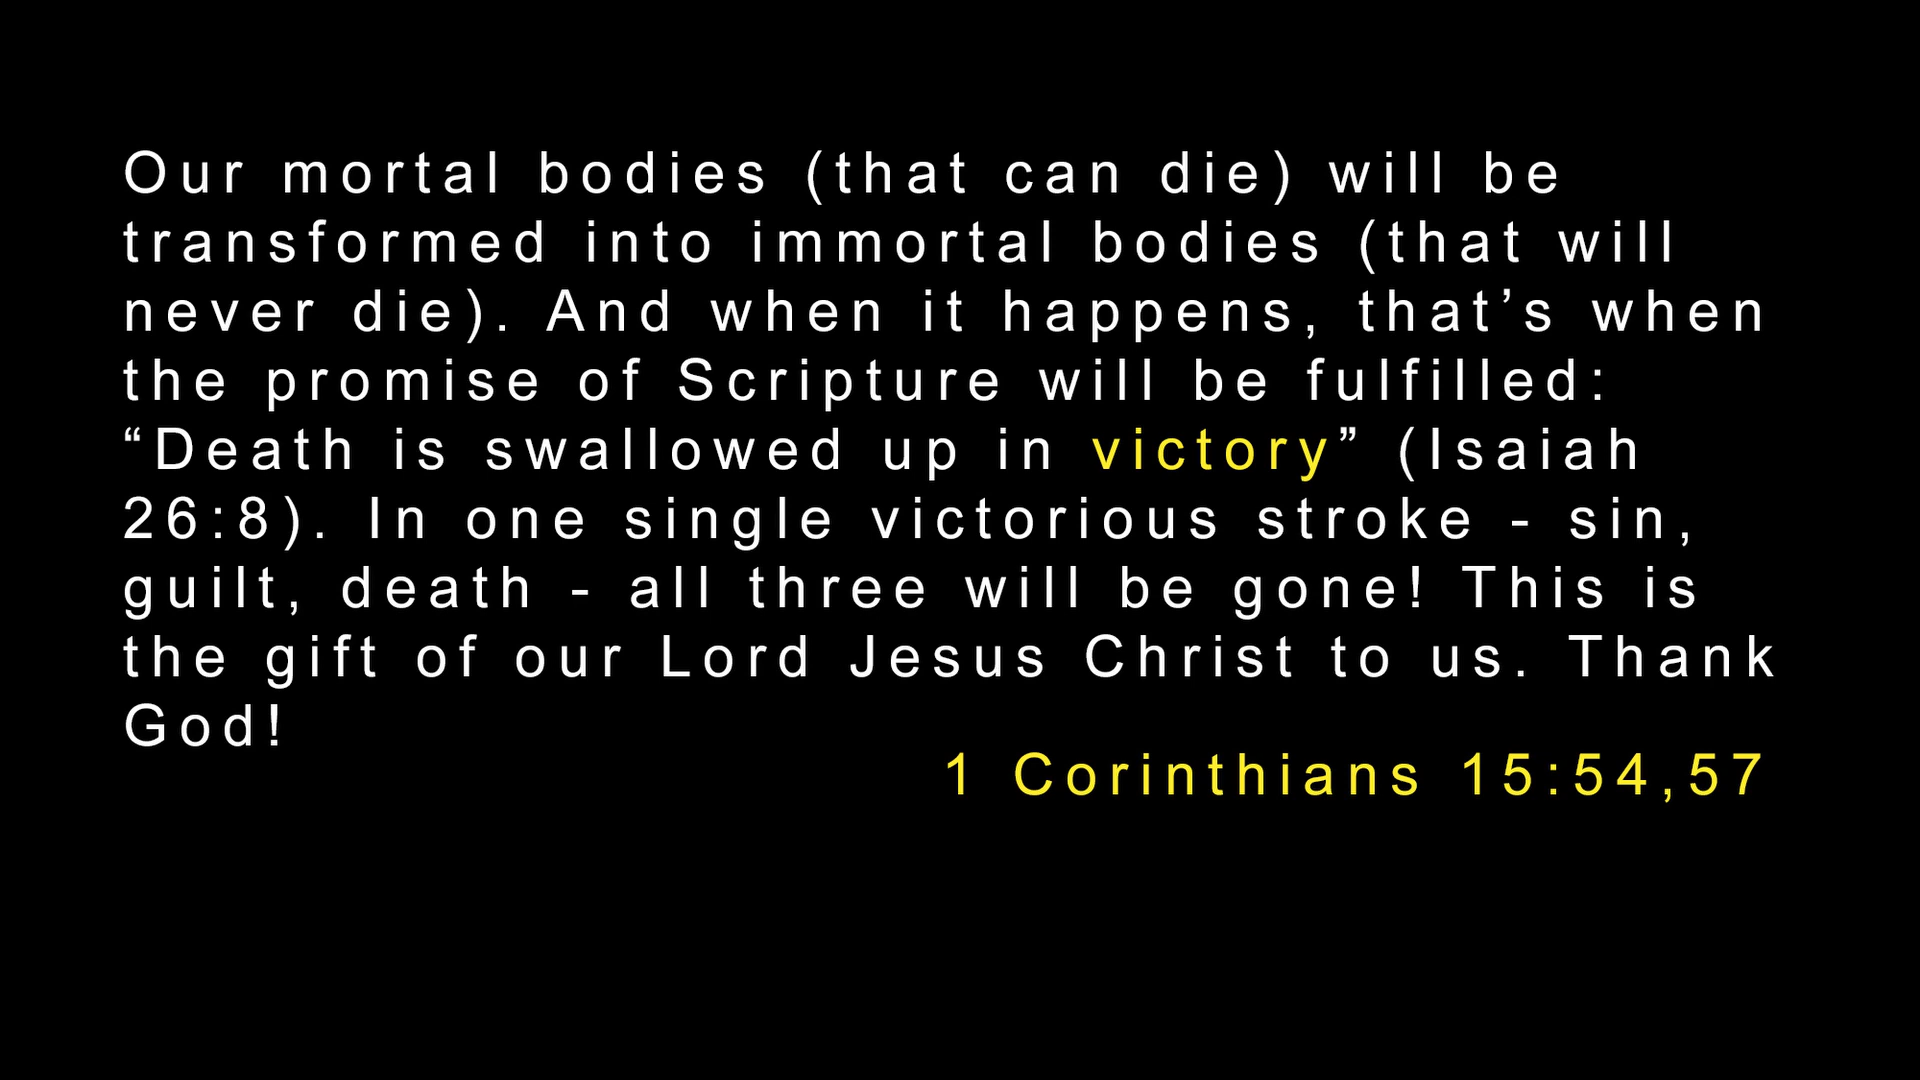 Our mortal bodies (that can die) will be
transformed into immortal bodies (that will
never die). And when it happens, that’s when
the promise of Scripture will be fulfilled:
“Death is swallowed up in victory” (Isaiah
26:8). In one single victorious stroke - sin,
guilt, death - all three will be gone! This is
the gift of our Lord Jesus Christ to us. Thank
God!
1 Corinthians 15:54,57